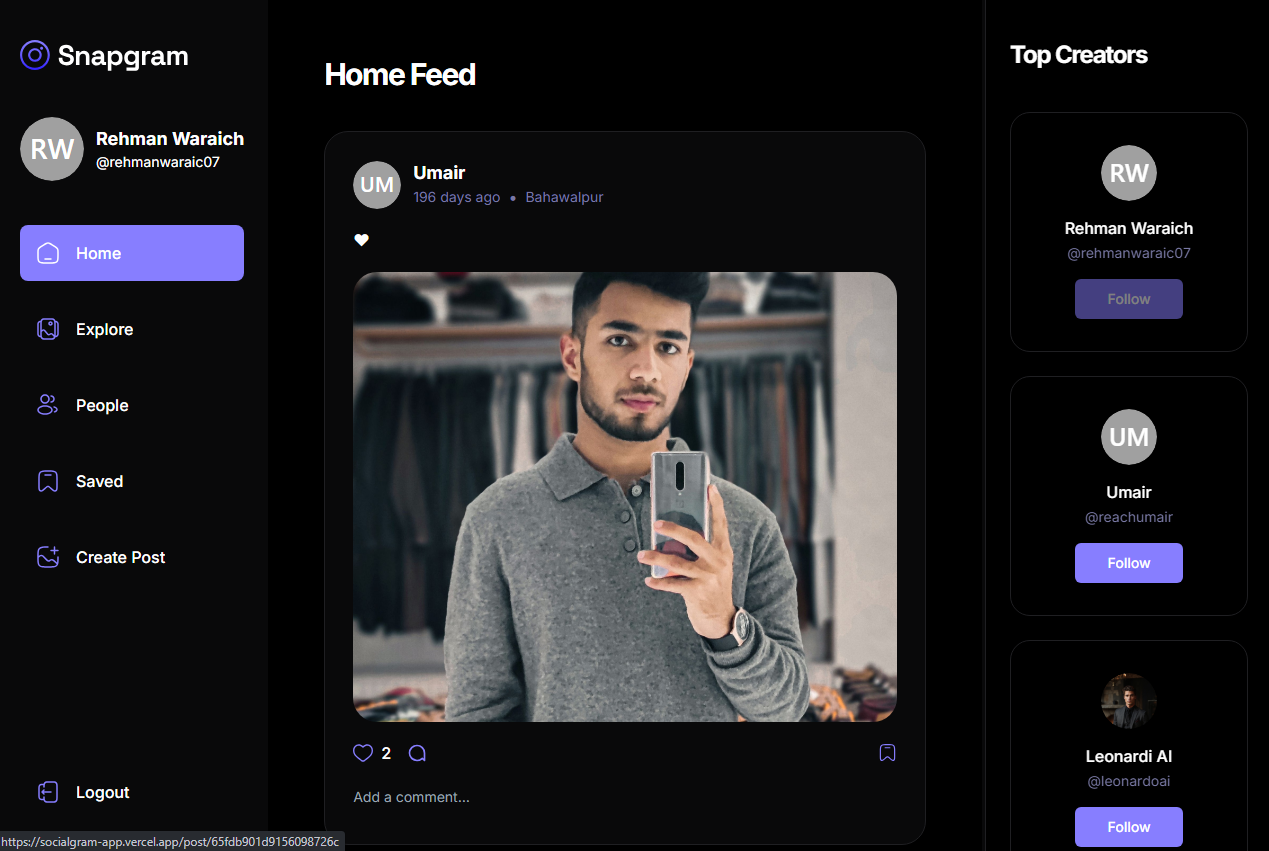 Snapgram
RW
Rehman Waraich
@rehmanwaraic07
Home
Explore
People
Saved
Create Post
Logout
Home Feed
UM
Umair
196 days ago • Bahawalpur
2
Add a comment...
Top Creators
RW
Rehman Waraich
@rehmanwaraic07
Follow
UM
Umair
@reachumair
Follow
Leonardi AI
@leonardoai
Follow
https://socialgram-app.vercel.app/post/65fdb901d9156098726c